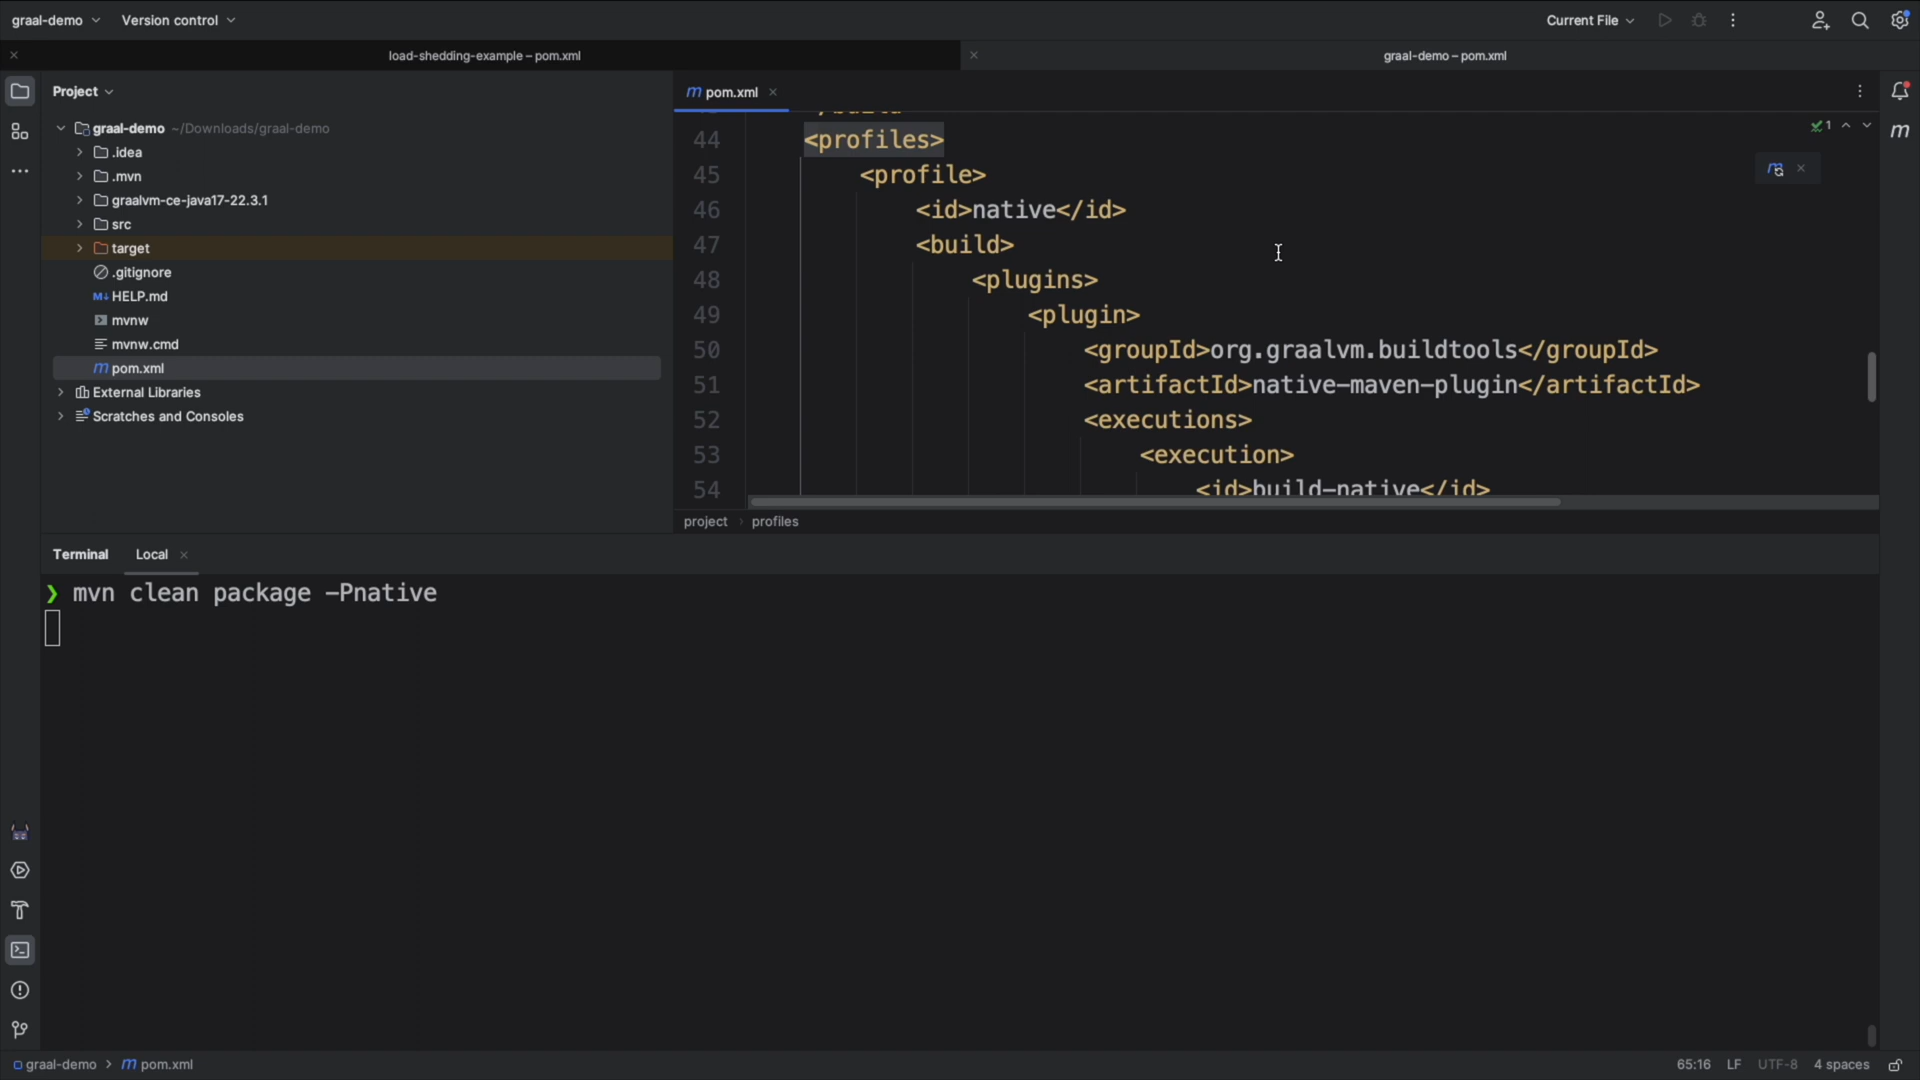 graal-demo Version control Current File
load-shedding-example – pom.xml graal-demo – pom.xml
Project
graal-demo ~/Downloads/graal-demo
.idea
.mvn
graalvm-ce-java17-22.3.1
src
target
.gitignore
M↓ HELP.md
mvnw
mvnw.cmd
m pom.xml
External Libraries
Scratches and Consoles
m pom.xml
1
44 <profiles>
45 <profile>
46 <id>native</id>
47 <build>
48 <plugins>
49 <plugin>
50 <groupId>org.graalvm.buildtools</groupId>
51 <artifactId>native-maven-plugin</artifactId>
52 <executions>
53 <execution>
54 <id>build-native</id>
project › profiles
m
Terminal Local
❯ mvn clean package -Pnative
graal-demo › m pom.xml 65:16 LF UTF-8 4 spaces